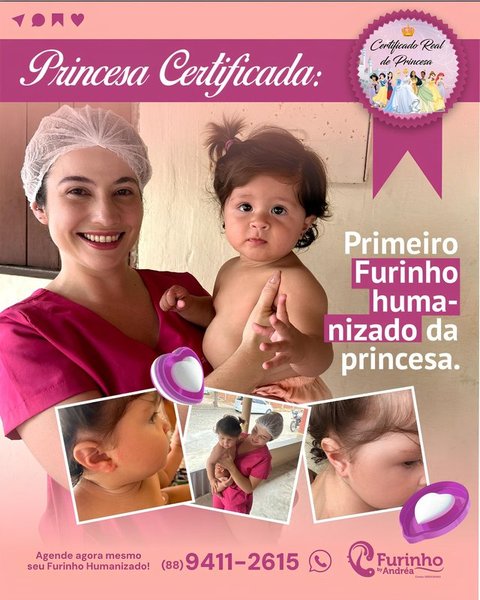 Princesa Certificada:
Certificado Real
de Princesa
Primeiro
Furinho
huma-
nizado da
princesa.
Agende agora mesmo
seu Furinho Humanizado!
(88) 9411-2615
Furinho
by Andréa